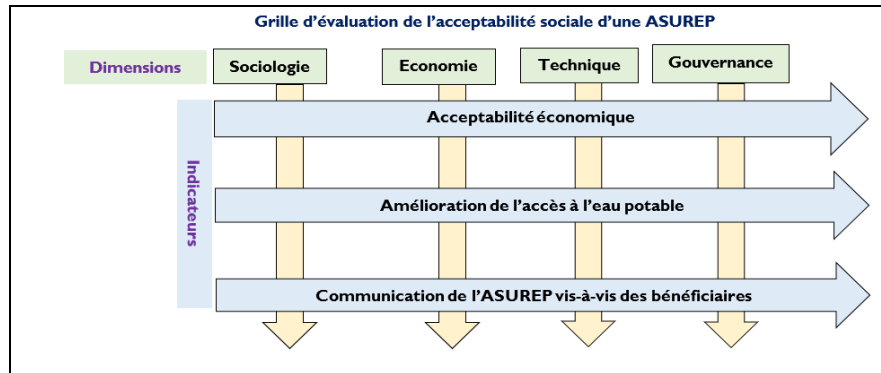 Grille d’évaluation de l’acceptabilité sociale d’une ASUREP
Dimensions
Sociologie
Economie
Technique
Gouvernance
Indicateurs
Acceptabilité économique
Amélioration de l’accès à l’eau potable
Communication de l’ASUREP vis-à-vis des bénéficiaires